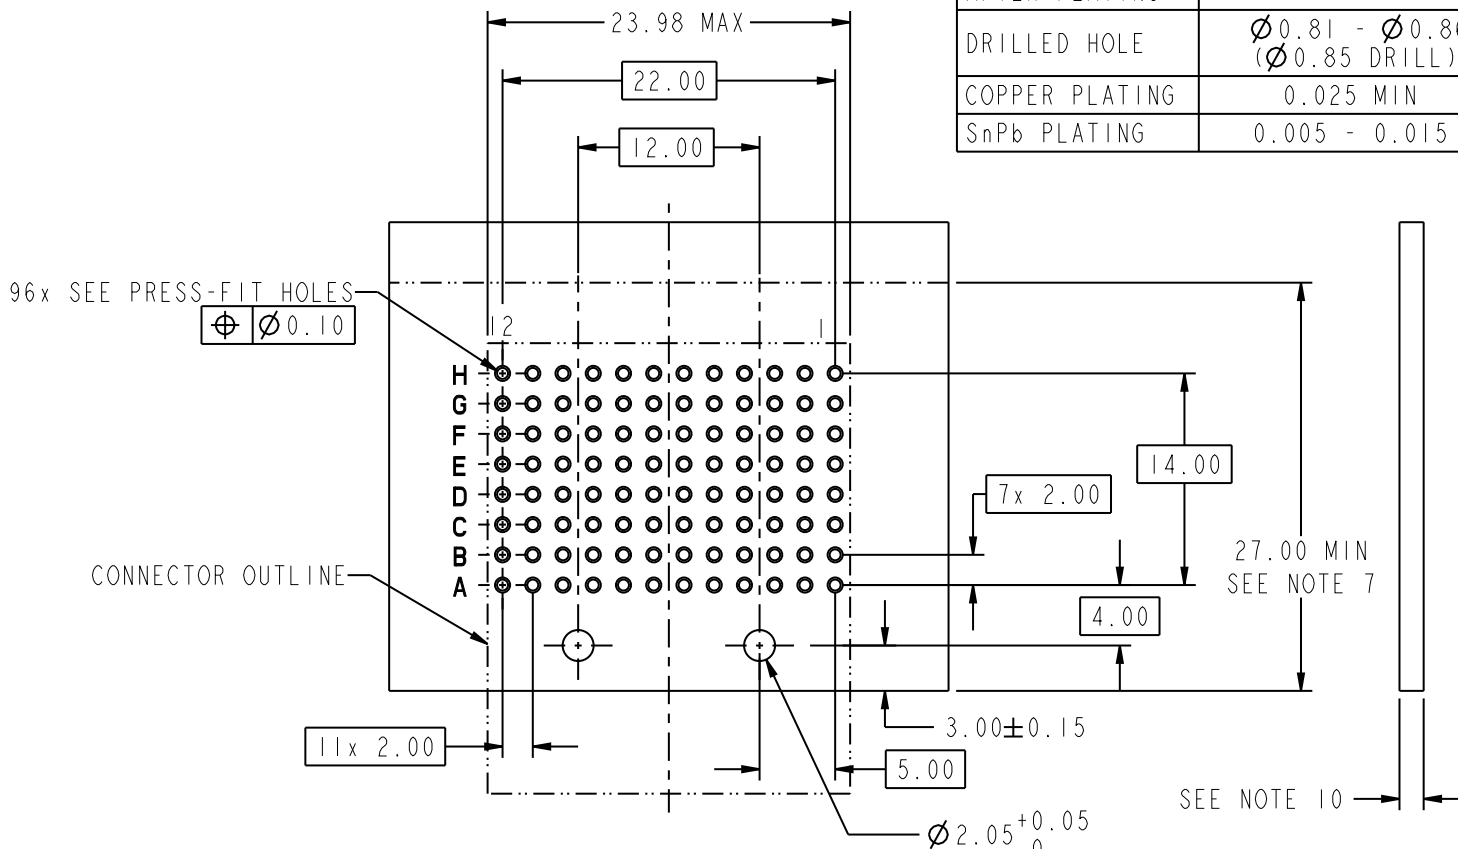 23.98 MAX
22.00
12.00
DRILLED HOLE
Ø0.81 - Ø0.86
(Ø0.85 DRILL)
COPPER PLATING
0.025 MIN
SnPb PLATING
0.005 - 0.015
96x SEE PRESS-FIT HOLES
⌖ Ø0.10
12
1
H
G
F
E
D
C
B
A
14.00
7x 2.00
27.00 MIN
SEE NOTE 7
CONNECTOR OUTLINE
4.00
3.00±0.15
11x 2.00
5.00
SEE NOTE 10
Ø2.05 +0.05
0